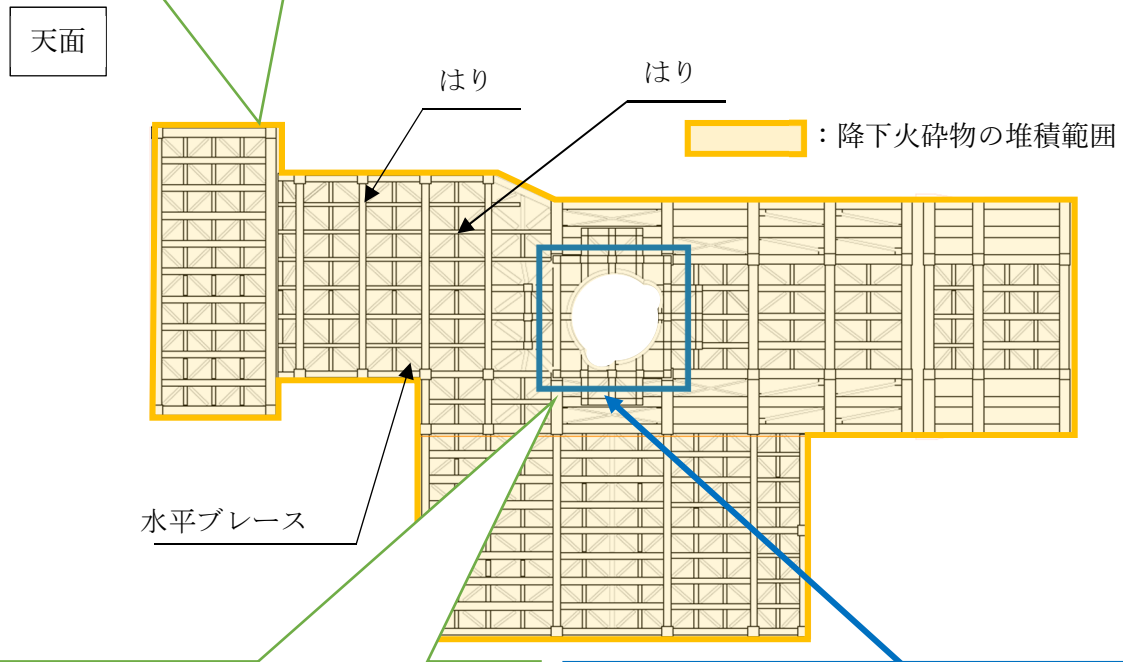 天面
はり
はり
：降下火砕物の堆積範囲
水平ブレース